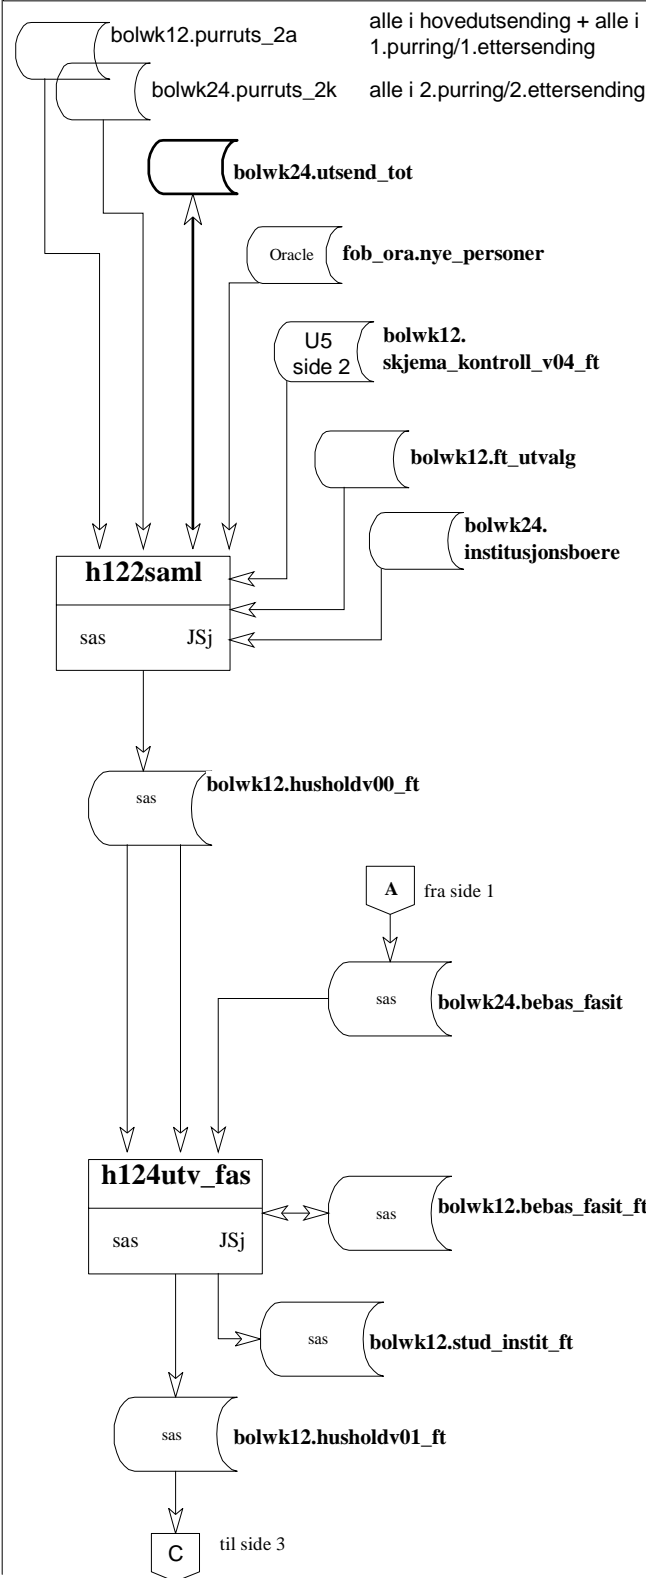 bolwk12.purruts_2a
alle i hovedutsending + alle i
1.purring/1.ettersending
bolwk24.purruts_2k
alle i 2.purring/2.ettersending
bolwk24.utsend_tot
Oracle
fob_ora.nye_personer
U5
side 2
bolwk12.
skjema_kontroll_v04_ft
bolwk12.ft_utvalg
bolwk24.
institusjonsboere
h122saml
sas JSj
sas
bolwk12.husholdv00_ft
A
fra side 1
sas
bolwk24.bebas_fasit
h124utv_fas
sas JSj
sas
bolwk12.bebas_fasit_ft
sas
bolwk12.stud_instit_ft
sas
bolwk12.husholdv01_ft
C
til side 3